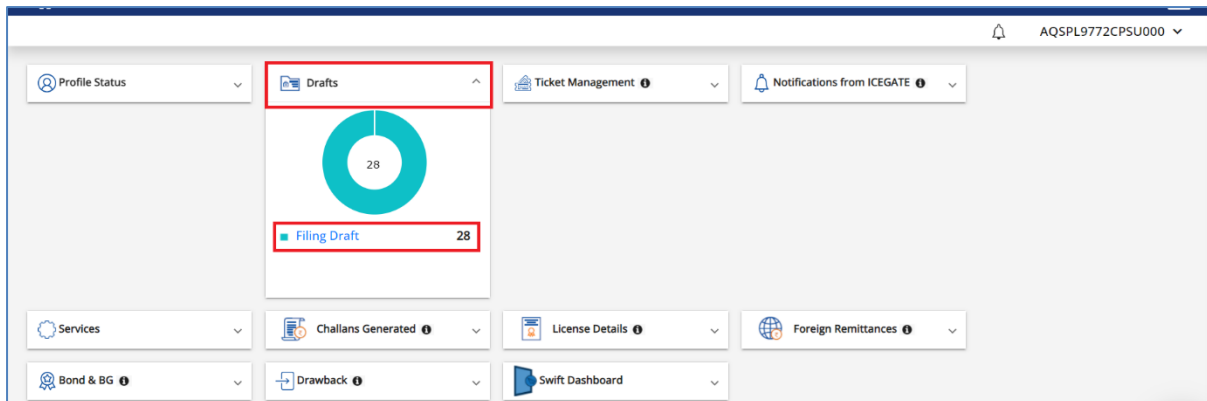 AQSPL9772CPSU000
Profile Status
Drafts
Ticket Management
Notifications from ICEGATE
28
Filing Draft 28
Services
Challans Generated
License Details
Foreign Remittances
Bond & BG
Drawback
Swift Dashboard